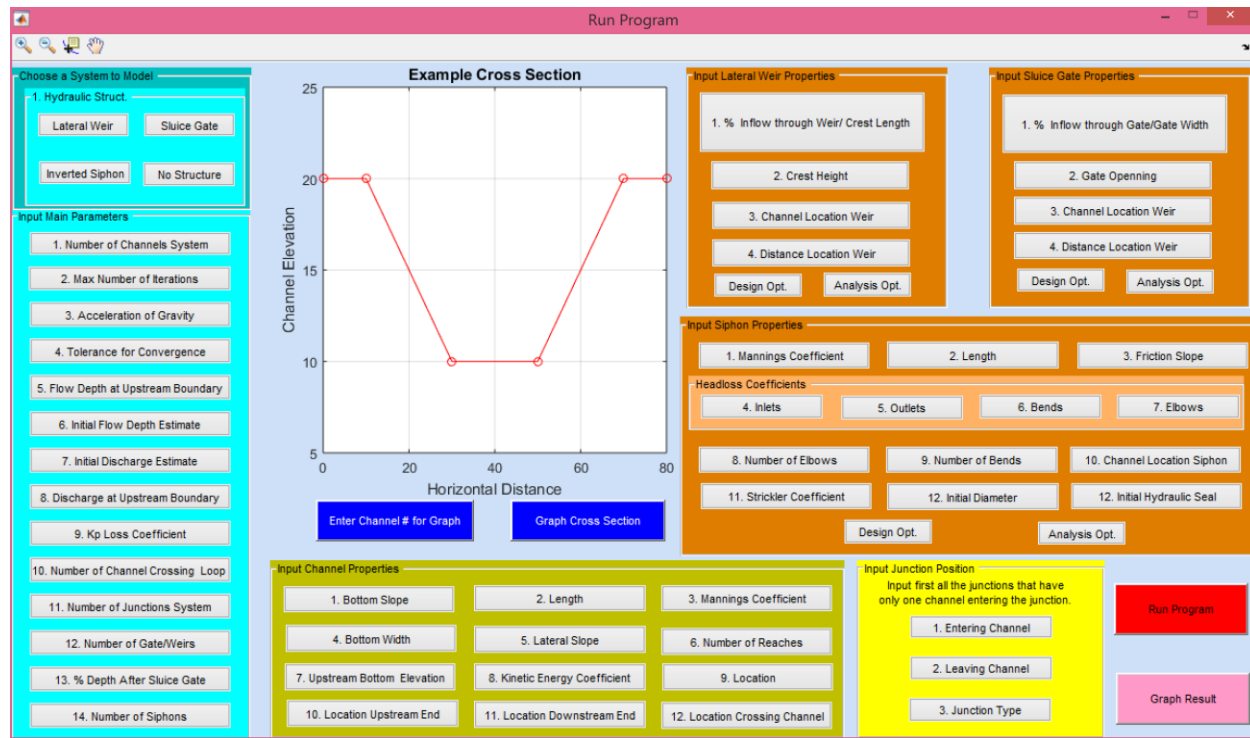 Run Program
Choose a System to Model
1. Hydraulic Struct.
Lateral Weir
Sluice Gate
Inverted Siphon
No Structure
Input Main Parameters
1. Number of Channels System
2. Max Number of Iterations
3. Acceleration of Gravity
4. Tolerance for Convergence
5. Flow Depth at Upstream Boundary
6. Initial Flow Depth Estimate
7. Initial Discharge Estimate
8. Discharge at Upstream Boundary
9. Kp Loss Coefficient
10. Number of Channel Crossing Loop
11. Number of Junctions System
12. Number of Gate/Weirs
13. % Depth After Sluice Gate
14. Number of Siphons
Example Cross Section
Channel Elevation
25
20
15
10
5
0
20
40
60
80
Horizontal Distance
Enter Channel # for Graph
Graph Cross Section
Input Lateral Weir Properties
1. % Inflow through Weir/ Crest Length
2. Crest Height
3. Channel Location Weir
4. Distance Location Weir
Design Opt.
Analysis Opt.
Input Sluice Gate Properties
1. % Inflow through Gate/Gate Width
2. Gate Openning
3. Channel Location Weir
4. Distance Location Weir
Design Opt.
Analysis Opt.
Input Siphon Properties
1. Mannings Coefficient
2. Length
3. Friction Slope
Headloss Coefficients
4. Inlets
5. Outlets
6. Bends
7. Elbows
8. Number of Elbows
9. Number of Bends
10. Channel Location Siphon
11. Strickler Coefficient
12. Initial Diameter
12. Initial Hydraulic Seal
Design Opt.
Analysis Opt.
Input Channel Properties
1. Bottom Slope
2. Length
3. Mannings Coefficient
4. Bottom Width
5. Lateral Slope
6. Number of Reaches
7. Upstream Bottom Elevation
8. Kinetic Energy Coefficient
9. Location
10. Location Upstream End
11. Location Downstream End
12. Location Crossing Channel
Input Junction Position
Input first all the junctions that have
only one channel entering the junction.
1. Entering Channel
2. Leaving Channel
3. Junction Type
Run Program
Graph Result